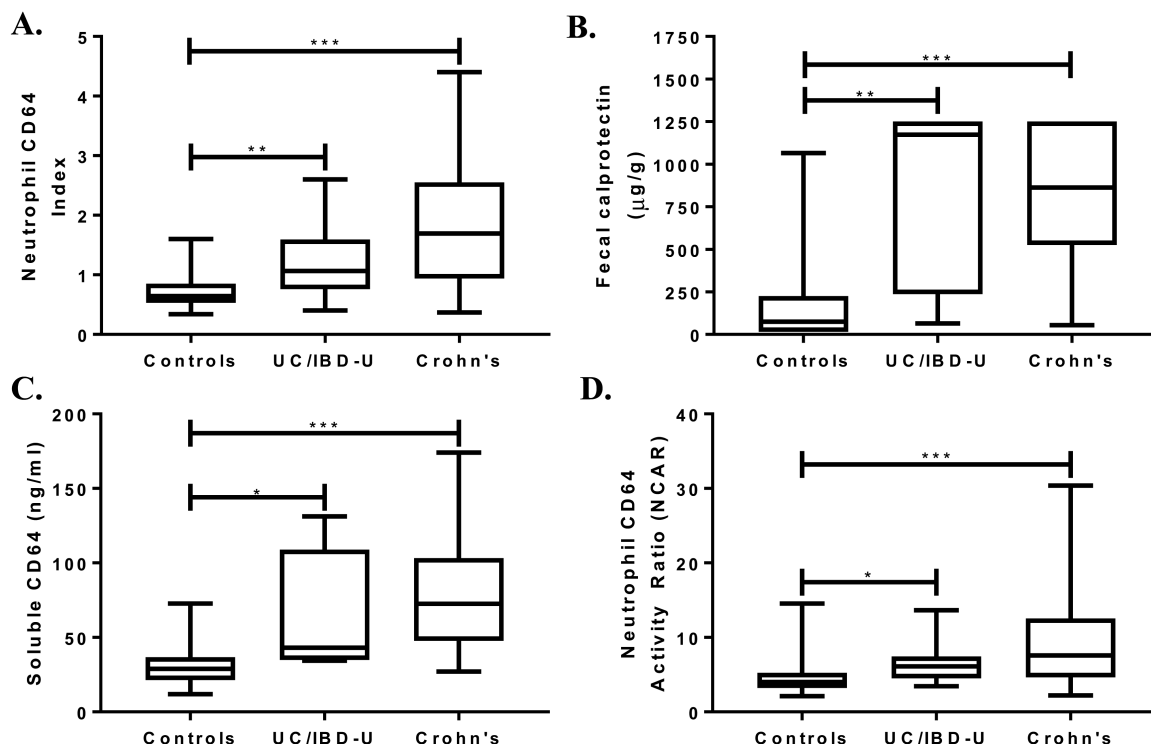 A.
Neutrophil CD64
Index
5
4
3
2
1
0
***
**
Controls
UC/IBD-U
Crohn's
B.
Fecal calprotectin
(μg/g)
1750
1500
1250
1000
750
500
250
0
***
**
Controls
UC/IBD-U
Crohn's
C.
Soluble CD64 (ng/ml)
200
150
100
50
0
***
*
Controls
UC/IBD-U
Crohn's
D.
Neutrophil CD64
Activity Ratio (NCAR)
40
30
20
10
0
***
*
Controls
UC/IBD-U
Crohn's